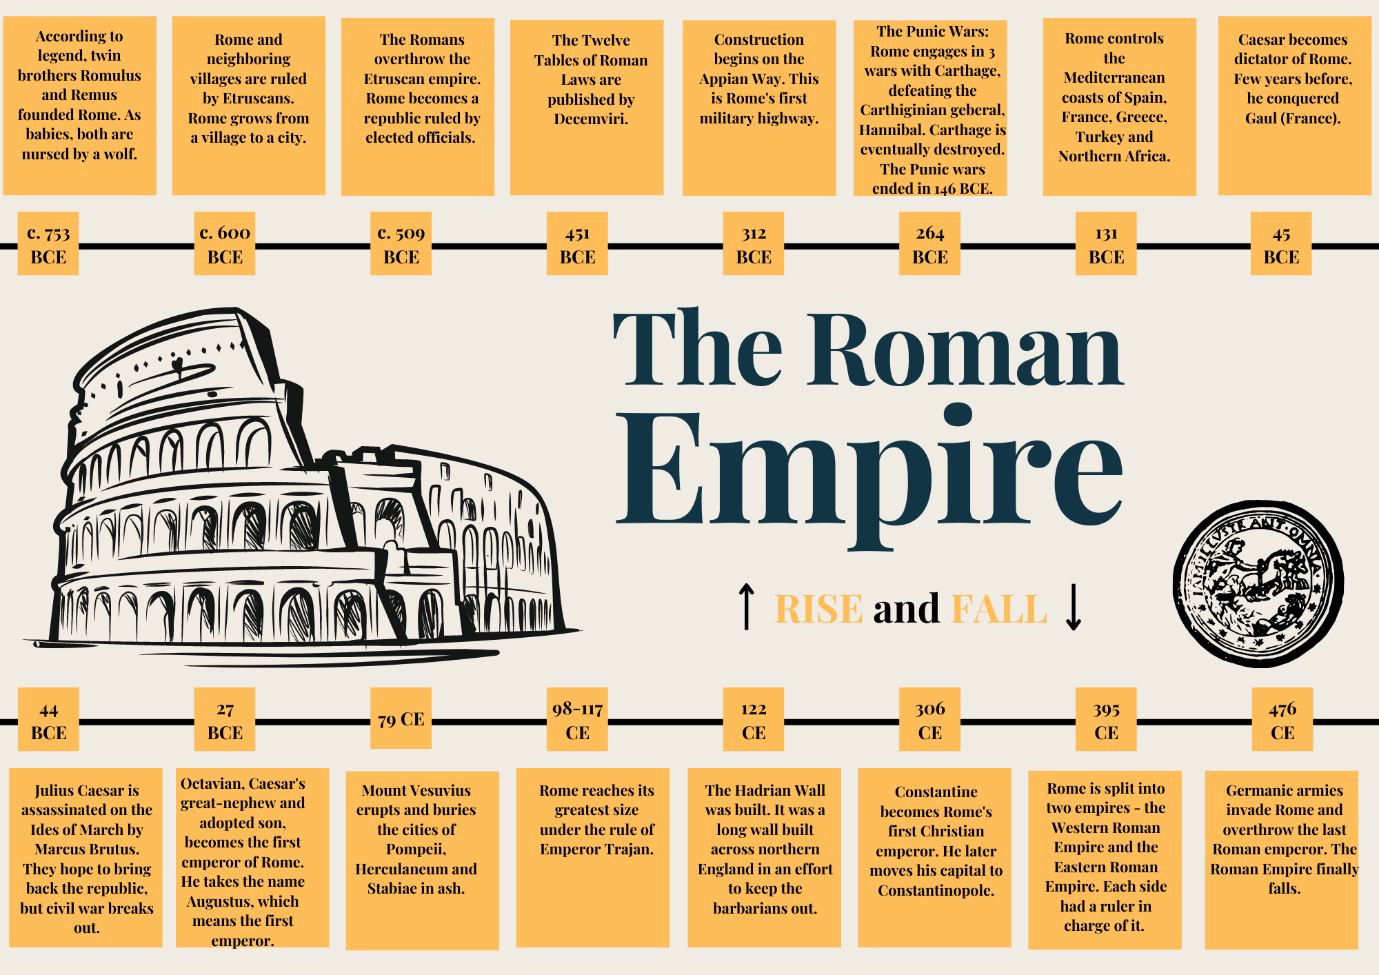 According to
legend, twin
brothers Romulus
and Remus
founded Rome. As
babies, both are
nursed by a wolf.
Rome and
neighboring
villages are ruled
by Etruscans.
Rome grows from
a village to a city.
The Romans
overthrow the
Etruscan empire.
Rome becomes a
republic ruled by
elected officials.
The Twelve
Tables of Roman
Laws are
published by
Decemviri.
Construction
begins on the
Appian Way. This
is Rome's first
military highway.
The Punic Wars:
Rome engages in 3
wars with Carthage,
defeating the
Carthiginian geberal,
Hannibal. Carthage is
eventually destroyed.
The Punic wars
ended in 146 BCE.
Rome controls
the
Mediterranean
coasts of Spain,
France, Greece,
Turkey and
Northern Africa.
Caesar becomes
dictator of Rome.
Few years before,
he conquered
Gaul (France).
c. 753
BCE
c. 600
BCE
c. 509
BCE
451
BCE
312
BCE
264
BCE
131
BCE
45
BCE
The Roman
Empire
↑ RISE and FALL ↓
44
BCE
27
BCE
79 CE
98-117
CE
122
CE
306
CE
395
CE
476
CE
Julius Caesar is
assassinated on the
Ides of March by
Marcus Brutus.
They hope to bring
back the republic,
but civil war breaks
out.
Octavian, Caesar's
great-nephew and
adopted son,
becomes the first
emperor of Rome.
He takes the name
Augustus, which
means the first
emperor.
Mount Vesuvius
erupts and buries
the cities of
Pompeii,
Herculaneum and
Stabiae in ash.
Rome reaches its
greatest size
under the rule of
Emperor Trajan.
The Hadrian Wall
was built. It was a
long wall built
across northern
England in an effort
to keep the
barbarians out.
Constantine
becomes Rome's
first Christian
emperor. He later
moves his capital to
Constantinopole.
Rome is split into
two empires - the
Western Roman
Empire and the
Eastern Roman
Empire. Each side
had a ruler in
charge of it.
Germanic armies
invade Rome and
overthrow the last
Roman emperor. The
Roman Empire finally
falls.